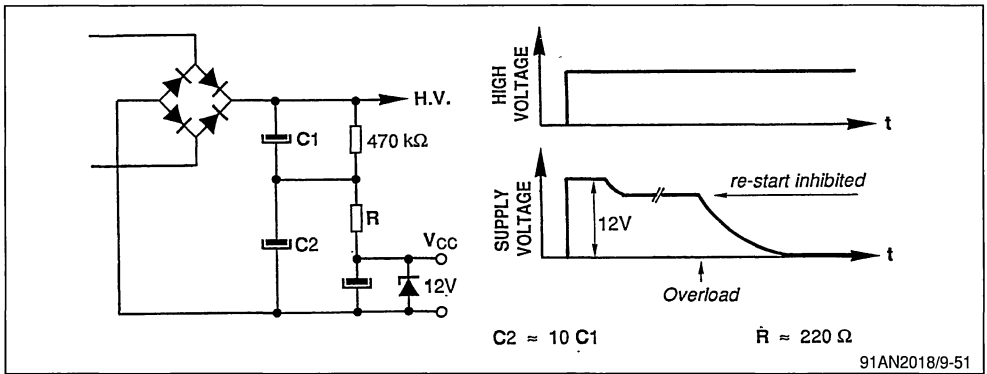 H.V.
C1
470 kΩ
R
C2
VCC
12V
HIGH
VOLTAGE
t
SUPPLY
VOLTAGE
re-start inhibited
12V
t
Overload
C2 ≈ 10 C1
R ≈ 220 Ω
91AN2018/9-51